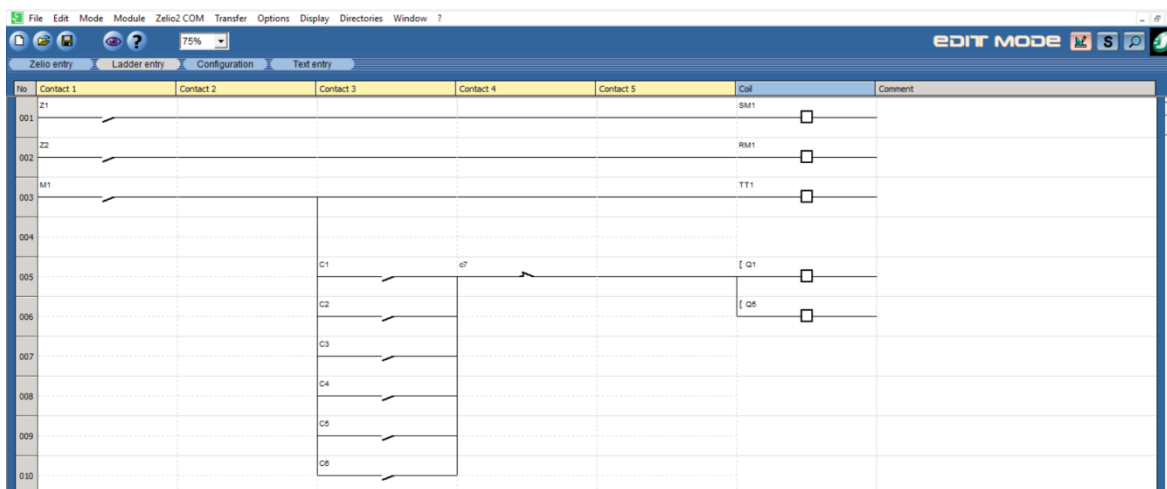 File Edit Mode Module Zelio2 COM Transfer Options Display Directories Window ?
75% EDIT MODE S
Zelio entry Ladder entry Configuration Text entry
No Contact 1 Contact 2 Contact 3 Contact 4 Contact 5 Coil Comment
Z1 SM1
001
Z2 RM1
002
M1 TT1
003
004
C1 c7 [ Q1
005
C2 [ Q5
006
C3
007
C4
008
C5
009
C6
010